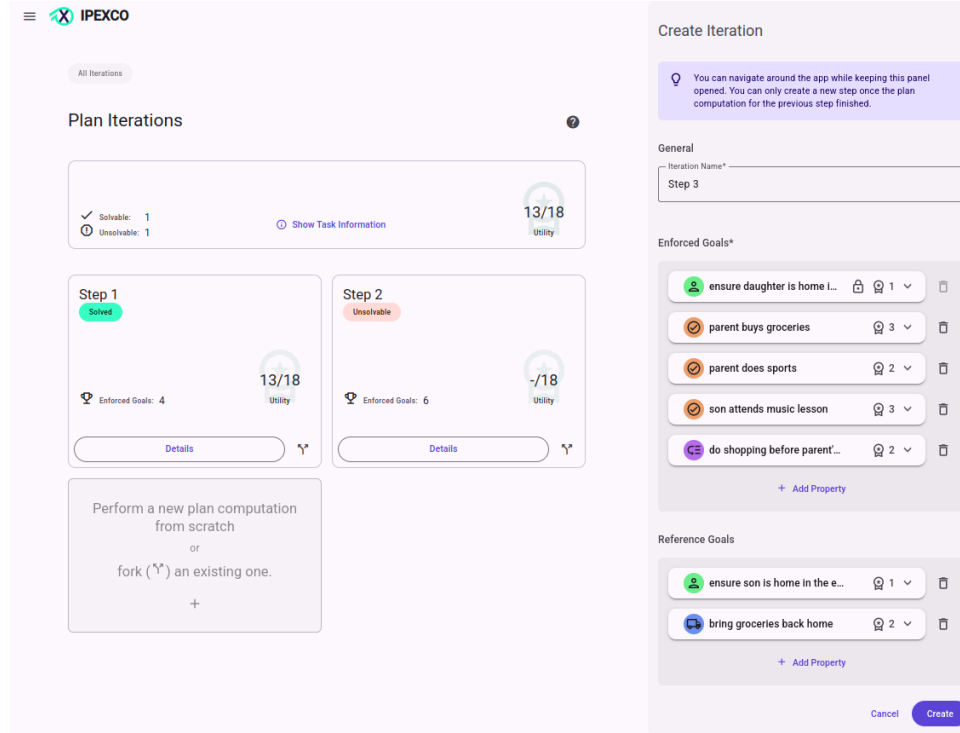 IPEXCO
All Iterations
Plan Iterations
Solvable: 1
Unsolvable: 1
Show Task Information
13/18
Utility
Step 1
Solved
Enforced Goals: 4
13/18
Utility
Details
Step 2
Unsolvable
Enforced Goals: 6
-/18
Utility
Details
Perform a new plan computation
from scratch
or
fork ( ) an existing one.
+
Create Iteration
You can navigate around the app while keeping this panel
opened. You can only create a new step once the plan
computation for the previous step finished.
General
Iteration Name*
Step 3
Enforced Goals*
ensure daughter is home i... 1
parent buys groceries 3
parent does sports 2
son attends music lesson 3
do shopping before parent'... 2
+ Add Property
Reference Goals
ensure son is home in the e... 1
bring groceries back home 2
+ Add Property
Cancel
Create